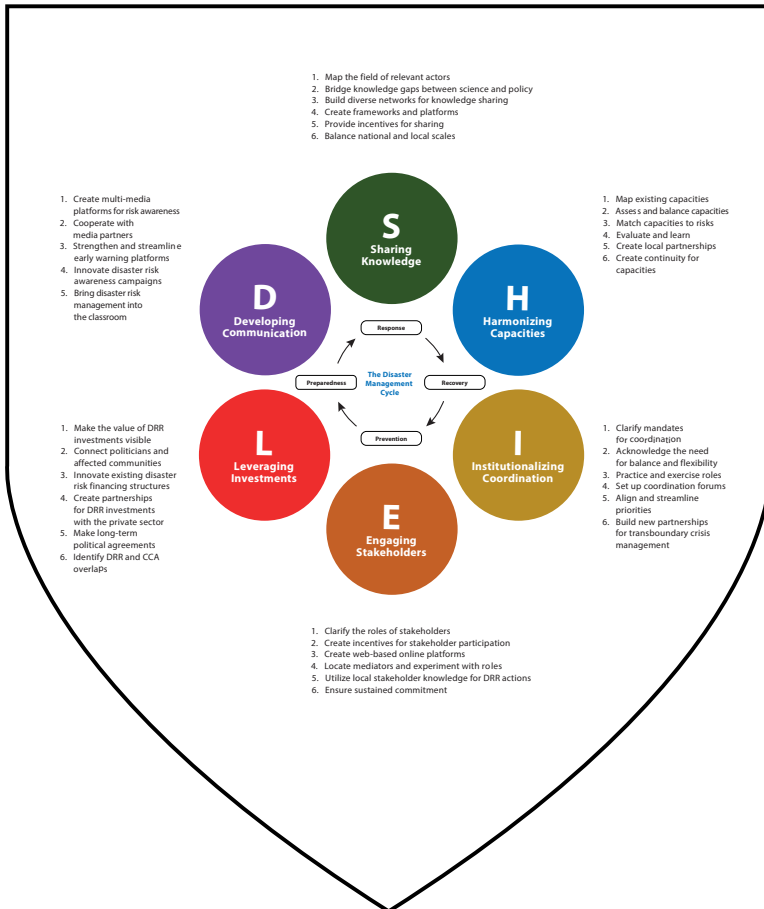 1. Map the field of relevant actors
2. Bridge knowledge gaps between science and policy
3. Build diverse networks for knowledge sharing
4. Create frameworks and platforms
5. Provide incentives for sharing
6. Balance national and local scales
S
Sharing
Knowledge
1. Map existing capacities
2. Assess and balance capacities
3. Match capacities to risks
4. Evaluate and learn
5. Create local partnerships
6. Create continuity for
capacities
H
Harmonizing
Capacities
1. Clarify mandates
for coordination
2. Acknowledge the need
for balance and flexibility
3. Practice and exercise roles
4. Set up coordination forums
5. Align and streamline
priorities
6. Build new partnerships
for transboundary crisis
management
I
Institutionalizing
Coordination
E
Engaging
Stakeholders
1. Clarify the roles of stakeholders
2. Create incentives for stakeholder participation
3. Create web-based online platforms
4. Locate mediators and experiment with roles
5. Utilize local stakeholder knowledge for DRR actions
6. Ensure sustained commitment
L
Leveraging
Investments
1. Make the value of DRR
investments visible
2. Connect politicians and
affected communities
3. Innovate existing disaster
risk financing structures
4. Create partnerships
for DRR investments
with the private sector
5. Make long-term
political agreements
6. Identify DRR and CCA
overlaps
D
Developing
Communication
1. Create multi-media
platforms for risk awareness
2. Cooperate with
media partners
3. Strengthen and streamline
early warning platforms
4. Innovate disaster risk
awareness campaigns
5. Bring disaster risk
management into
the classroom
Response
Recovery
Prevention
Preparedness
The Disaster
Management
Cycle